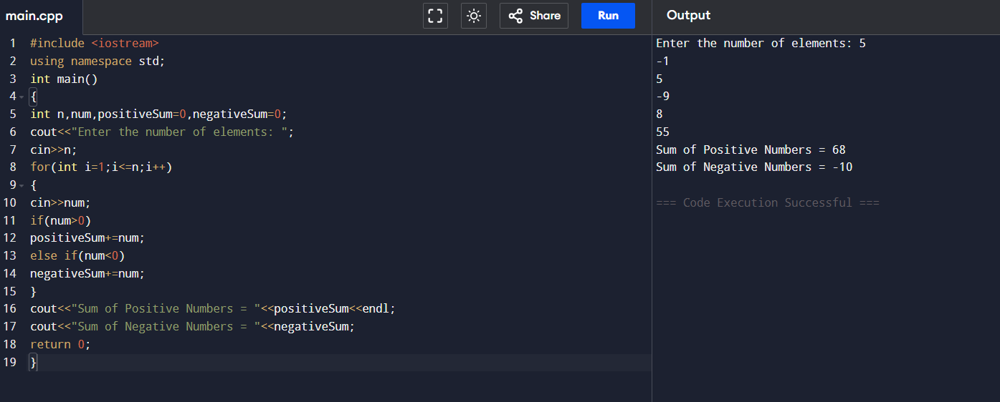 main.cpp
Share
Run
Output
1 #include <iostream>
2 using namespace std;
3 int main()
4 {
5 int n,num,positiveSum=0,negativeSum=0;
6 cout<<"Enter the number of elements: ";
7 cin>>n;
8 for(int i=1;i<=n;i++)
9 {
10 cin>>num;
11 if(num>0)
12 positiveSum+=num;
13 else if(num<0)
14 negativeSum+=num;
15 }
16 cout<<"Sum of Positive Numbers = "<<positiveSum<<endl;
17 cout<<"Sum of Negative Numbers = "<<negativeSum;
18 return 0;
19 }
Enter the number of elements: 5
-1
5
-9
8
55
Sum of Positive Numbers = 68
Sum of Negative Numbers = -10
=== Code Execution Successful ===